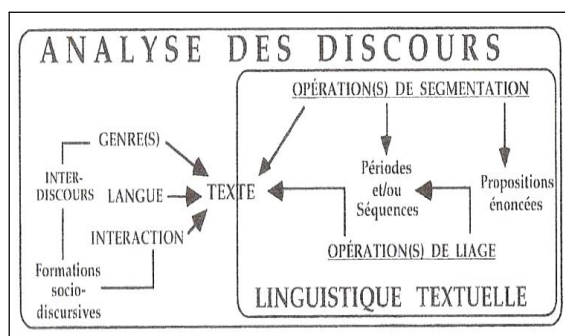 ANALYSE DES DISCOURS
OPÉRATION(S) DE SEGMENTATION
GENRE(S)
INTER-
DISCOURS
LANGUE
TEXTE
INTERACTION
Formations
socio-
discursives
Périodes
et/ou
Séquences
Propositions
énoncées
OPÉRATION(S) DE LIAGE
LINGUISTIQUE TEXTUELLE